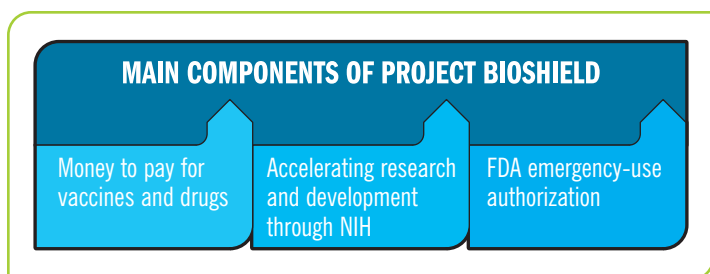 MAIN COMPONENTS OF PROJECT BIOSHIELD
Money to pay for
vaccines and drugs
Accelerating research
and development
through NIH
FDA emergency-use
authorization